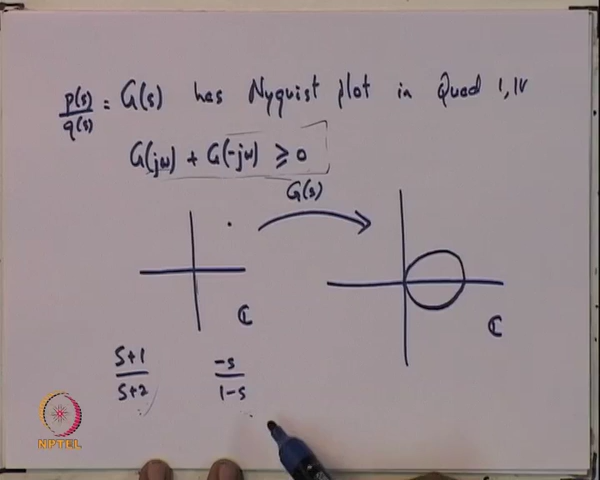 p(s)/q(s) = G(s) has Nyquist plot in Quad I, IV
G(jω) + G(-jω) ⩾ 0
G(s)
ℂ
ℂ
s+1/s+2 -s/1-s
NPTEL